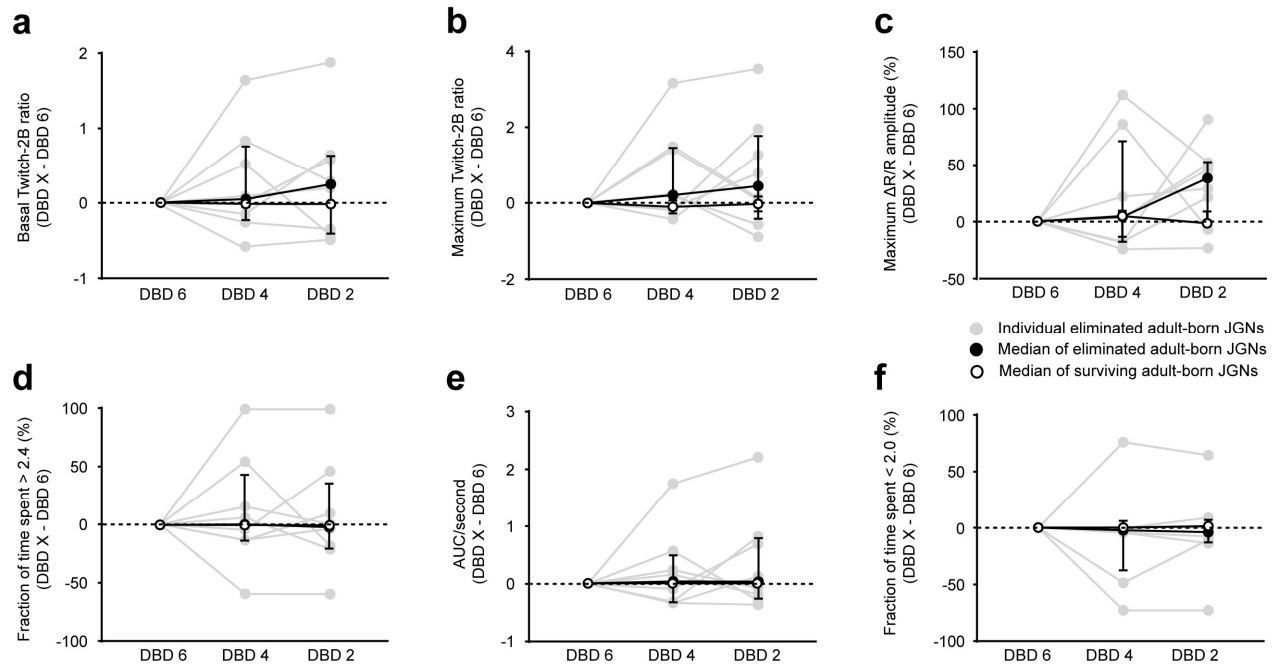 a
Basal Twitch-2B ratio
(DBD X - DBD 6)
2
1
0
-1
DBD 6 DBD 4 DBD 2
b
Maximum Twitch-2B ratio
(DBD X - DBD 6)
4
2
0
-2
DBD 6 DBD 4 DBD 2
c
Maximum ΔR/R amplitude (%)
(DBD X - DBD 6)
150
100
50
0
-50
DBD 6 DBD 4 DBD 2
Individual eliminated adult-born JGNs
Median of eliminated adult-born JGNs
Median of surviving adult-born JGNs
d
Fraction of time spent > 2.4 (%)
(DBD X - DBD 6)
100
50
0
-50
-100
DBD 6 DBD 4 DBD 2
e
AUC/second
(DBD X - DBD 6)
3
2
1
0
-1
DBD 6 DBD 4 DBD 2
f
Fraction of time spent < 2.0 (%)
(DBD X - DBD 6)
100
50
0
-50
-100
DBD 6 DBD 4 DBD 2